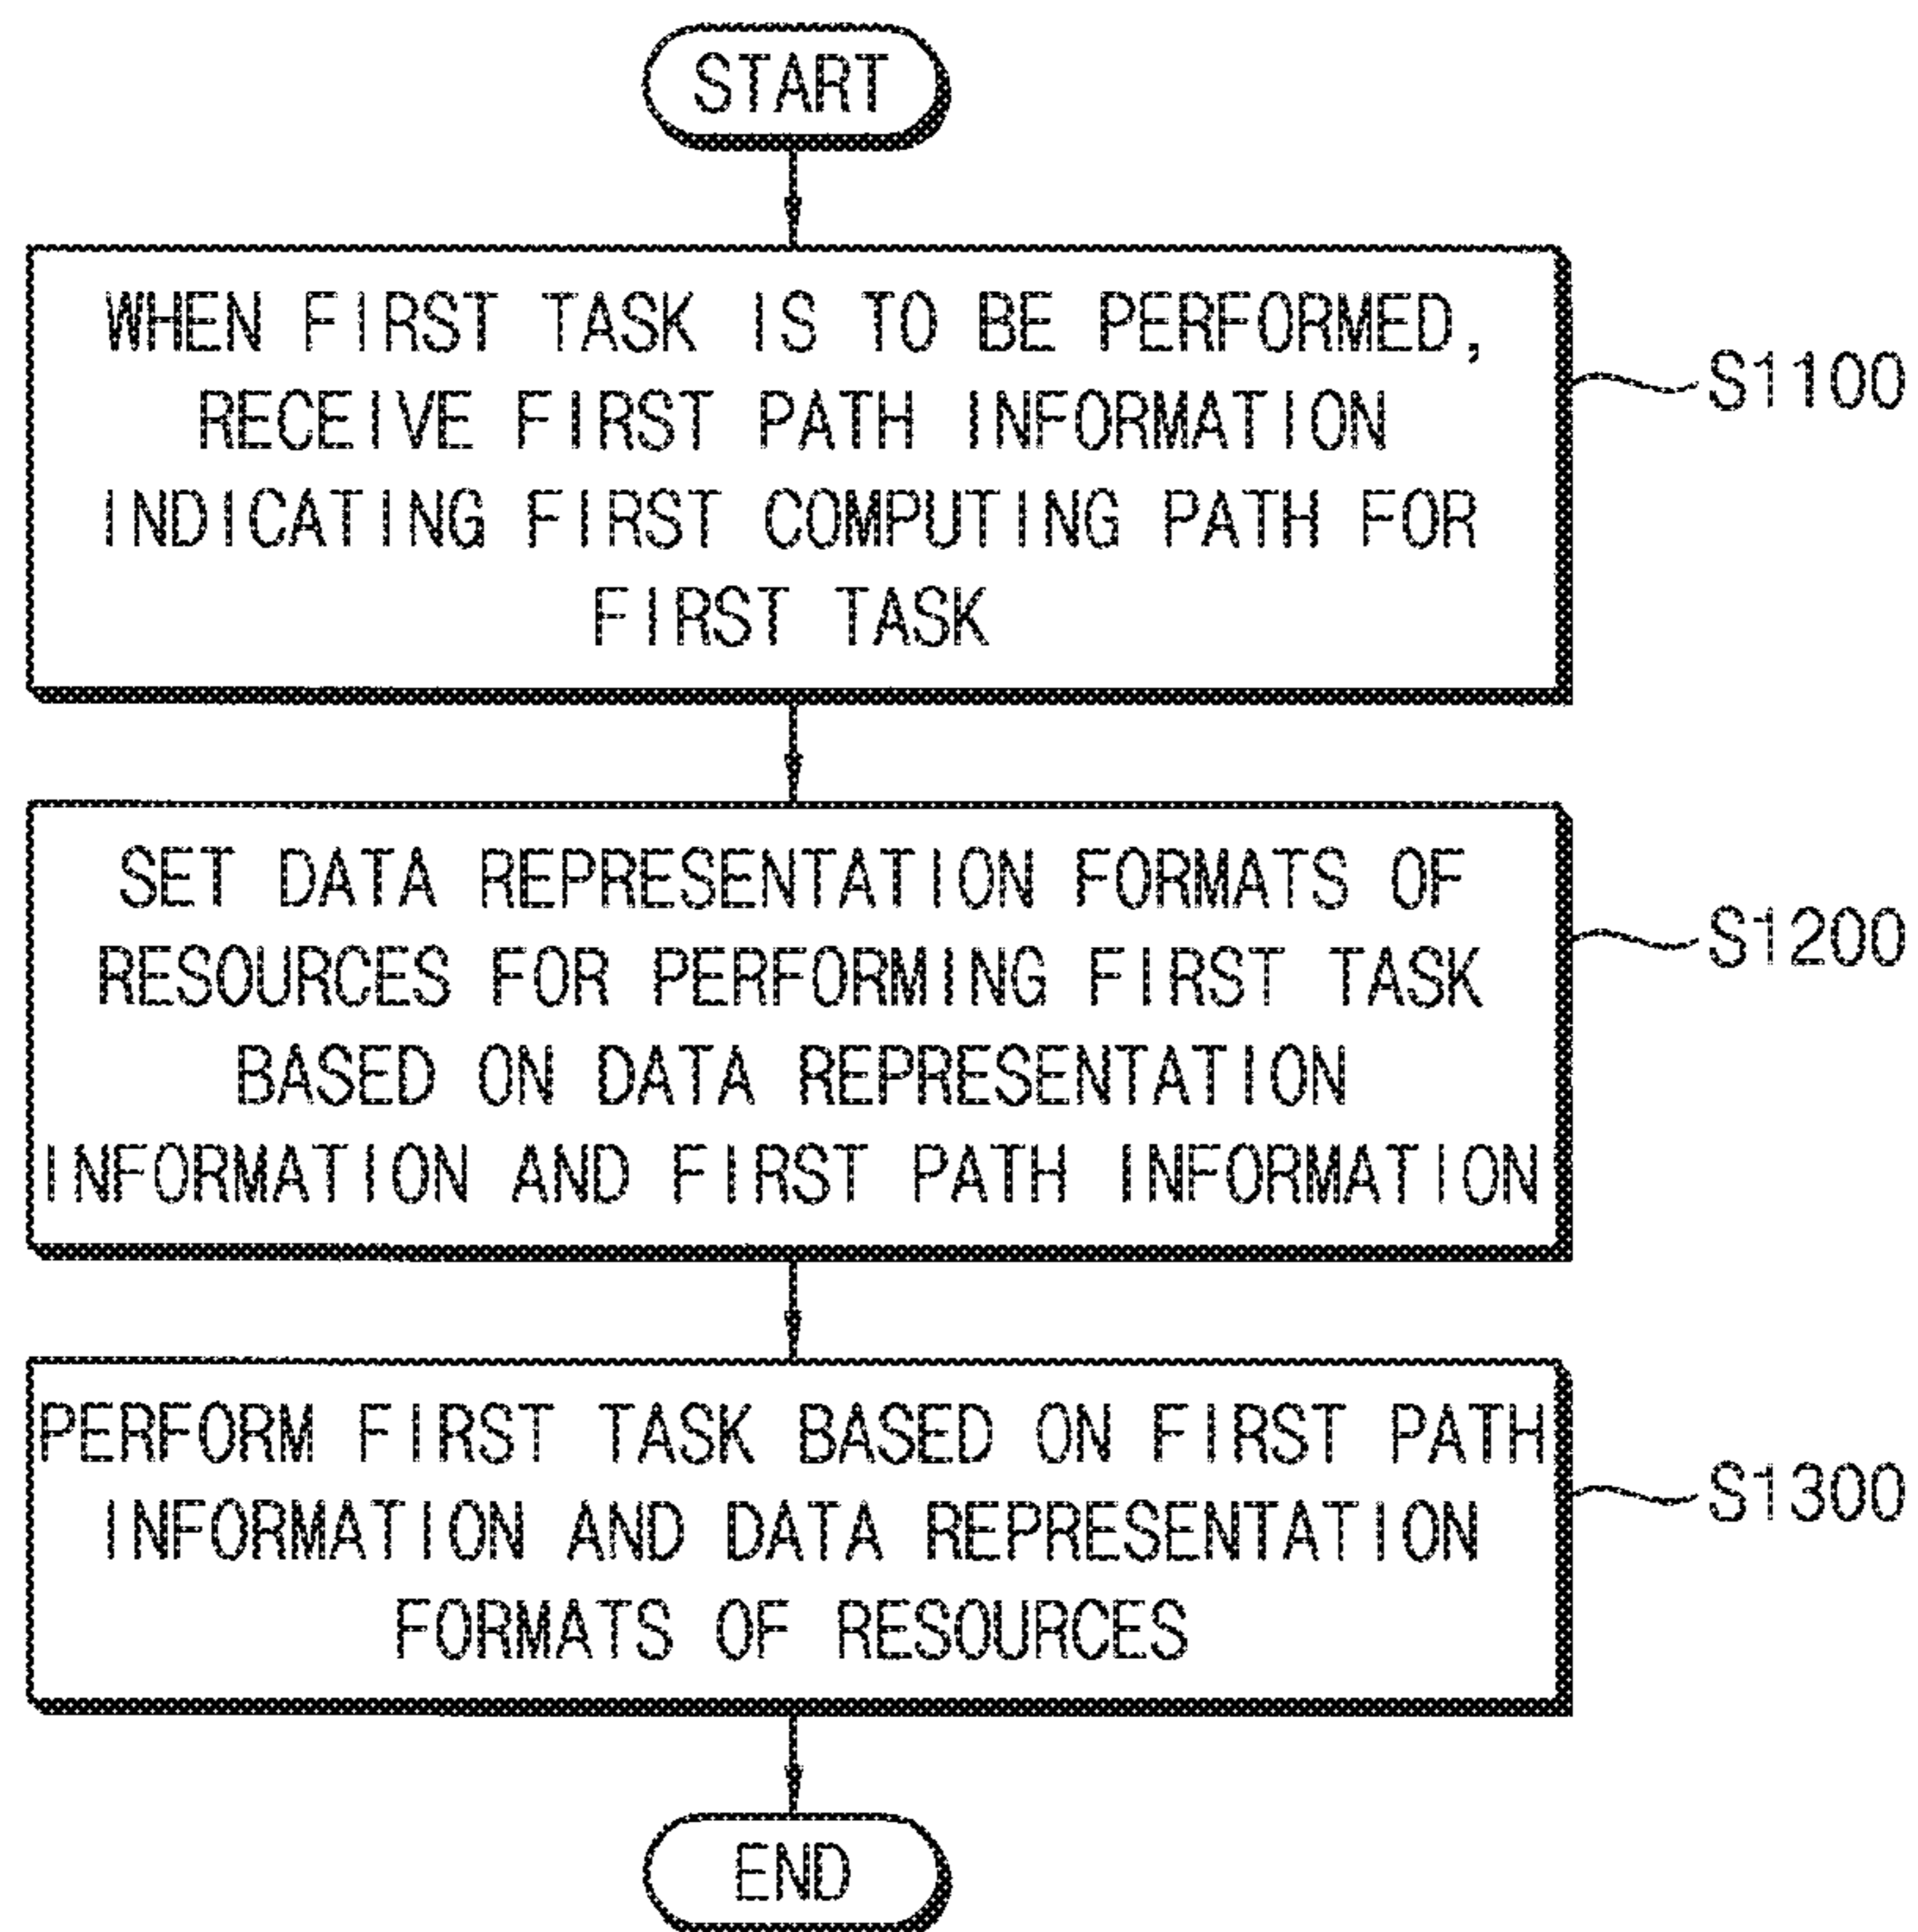 START
WHEN FIRST TASK IS TO BE PERFORMED,
RECEIVE FIRST PATH INFORMATION
INDICATING FIRST COMPUTING PATH FOR
FIRST TASK
S1100
SET DATA REPRESENTATION FORMATS OF
RESOURCES FOR PERFORMING FIRST TASK
BASED ON DATA REPRESENTATION
INFORMATION AND FIRST PATH INFORMATION
S1200
PERFORM FIRST TASK BASED ON FIRST PATH
INFORMATION AND DATA REPRESENTATION
FORMATS OF RESOURCES
S1300
END